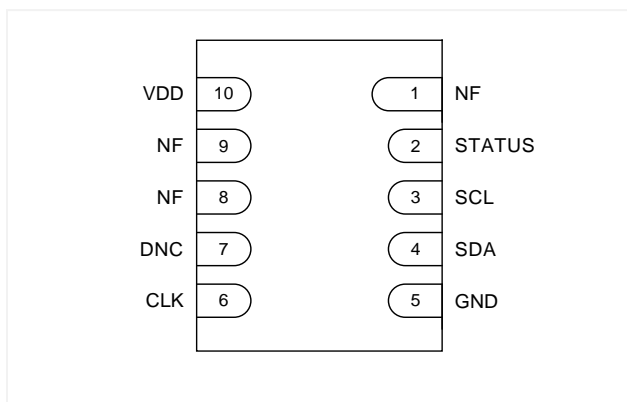 VDD 10 1 NF
NF 9 2 STATUS
NF 8 3 SCL
DNC 7 4 SDA
CLK 6 5 GND